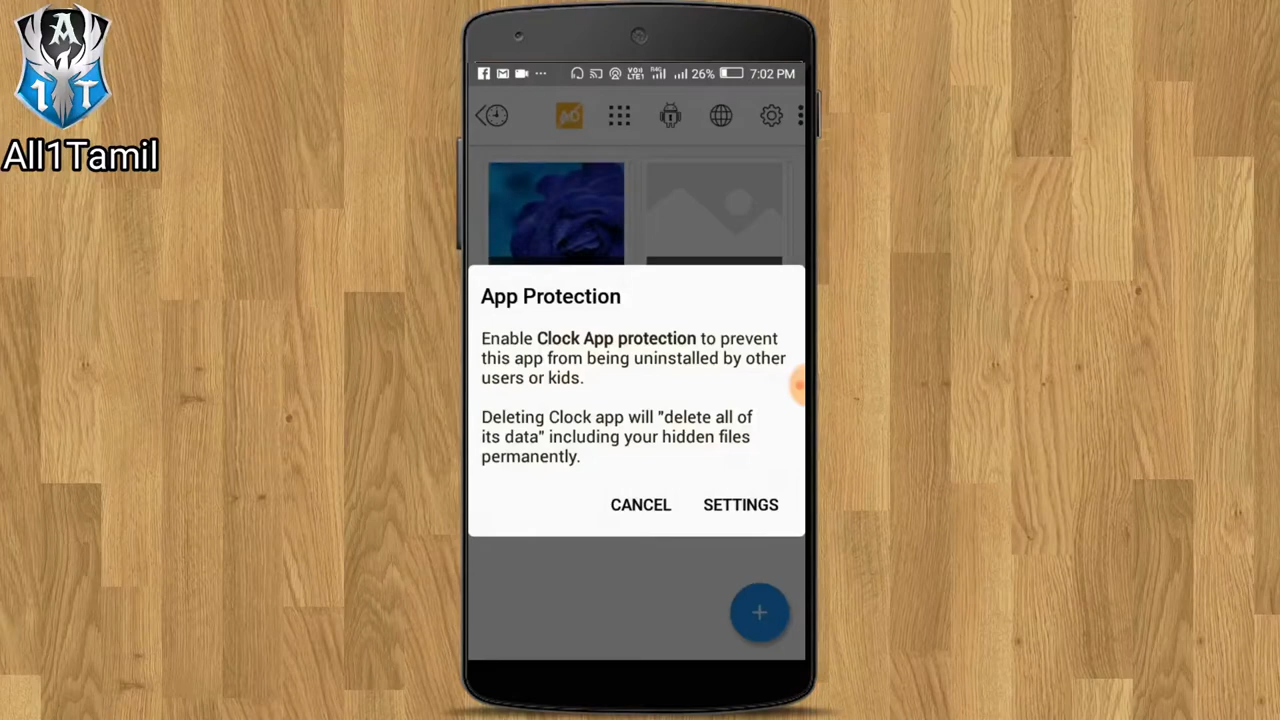 A
1 T
All1Tamil
26% 7:02 PM
AD
App Protection
Enable Clock App protection to prevent
this app from being uninstalled by other
users or kids.
Deleting Clock app will "delete all of
its data" including your hidden files
permanently.
CANCEL SETTINGS